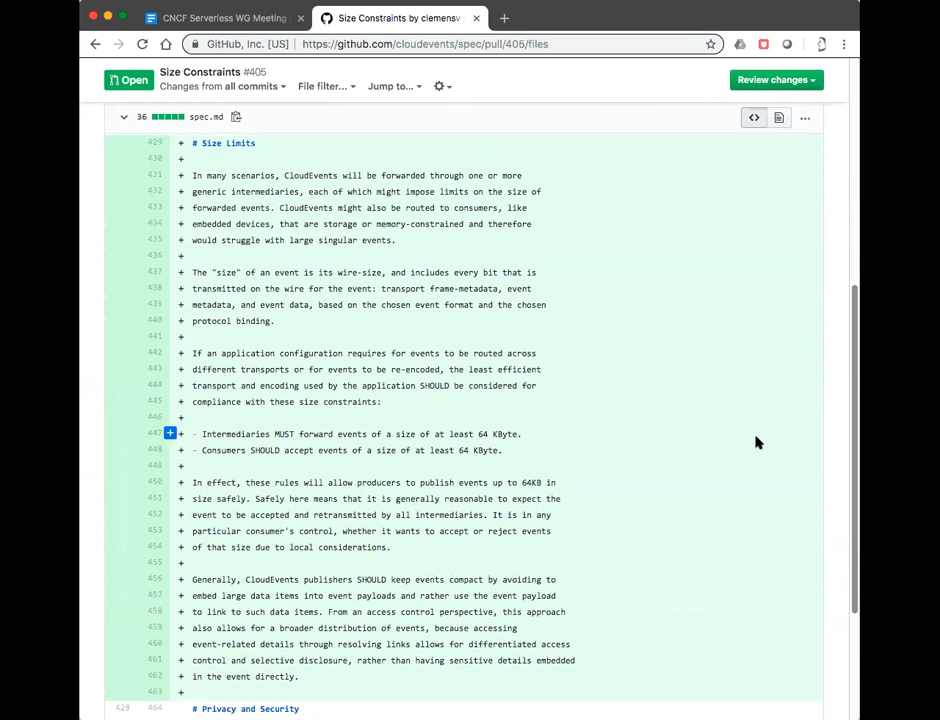 CNCF Serverless WG Meeting
Size Constraints by clemensv
GitHub, Inc. [US] | https://github.com/cloudevents/spec/pull/405/files
Open
Size Constraints #405
Changes from all commits
File filter...
Jump to...
Review changes
36 spec.md
429 + # Size Limits
430 +
431 + In many scenarios, CloudEvents will be forwarded through one or more
432 + generic intermediaries, each of which might impose limits on the size of
433 + forwarded events. CloudEvents might also be routed to consumers, like
434 + embedded devices, that are storage or memory-constrained and therefore
435 + would struggle with large singular events.
436 +
437 + The "size" of an event is its wire-size, and includes every bit that is
438 + transmitted on the wire for the event: transport frame-metadata, event
439 + metadata, and event data, based on the chosen event format and the chosen
440 + protocol binding.
441 +
442 + If an application configuration requires for events to be routed across
443 + different transports or for events to be re-encoded, the least efficient
444 + transport and encoding used by the application SHOULD be considered for
445 + compliance with these size constraints:
446 +
447 + - Intermediaries MUST forward events of a size of at least 64 KByte.
448 + - Consumers SHOULD accept events of a size of at least 64 KByte.
449 +
450 + In effect, these rules will allow producers to publish events up to 64KB in
451 + size safely. Safely here means that it is generally reasonable to expect the
452 + event to be accepted and retransmitted by all intermediaries. It is in any
453 + particular consumer's control, whether it wants to accept or reject events
454 + of that size due to local considerations.
455 +
456 + Generally, CloudEvents publishers SHOULD keep events compact by avoiding to
457 + embed large data items into event payloads and rather use the event payload
458 + to link to such data items. From an access control perspective, this approach
459 + also allows for a broader distribution of events, because accessing
460 + event-related details through resolving links allows for differentiated access
461 + control and selective disclosure, rather than having sensitive details embedded
462 + in the event directly.
463 +
428 464 # Privacy and Security